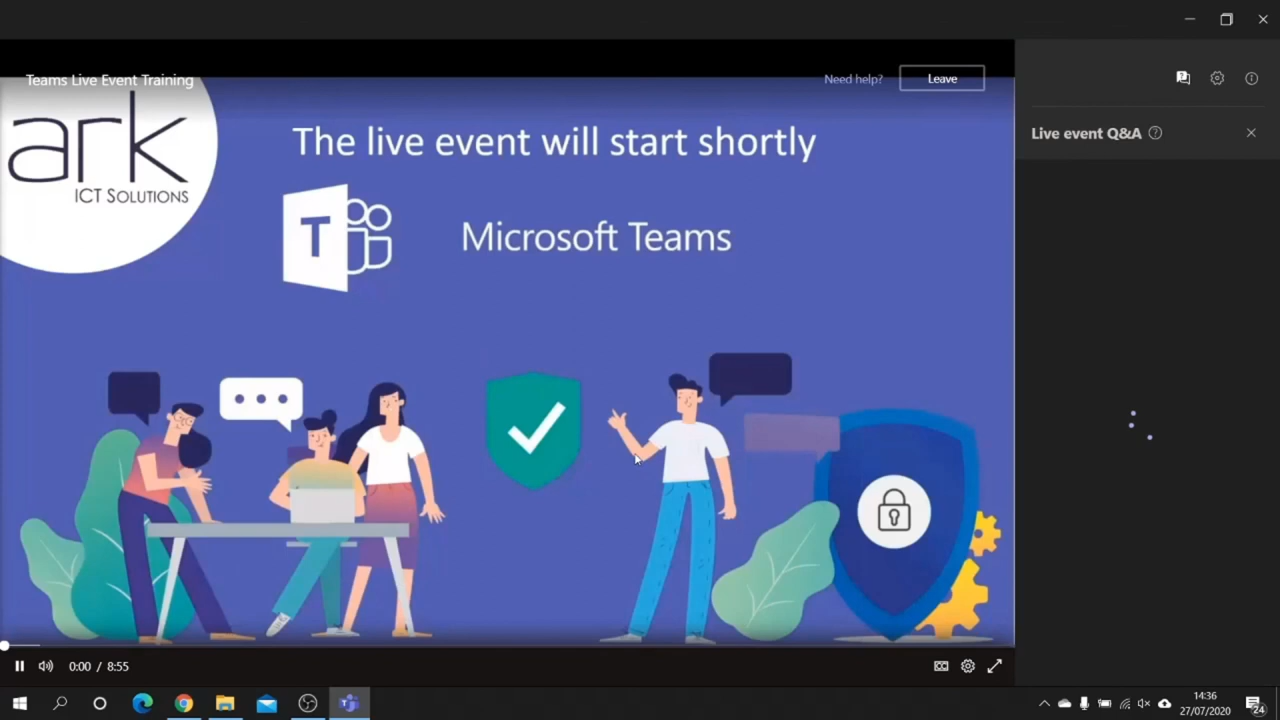 Teams Live Event Training
Need help?
Leave
ark
ICT SOLUTIONS
The live event will start shortly
T
Microsoft Teams
Live event Q&A
0:00 / 8:55
CC
14:36
27/07/2020
24